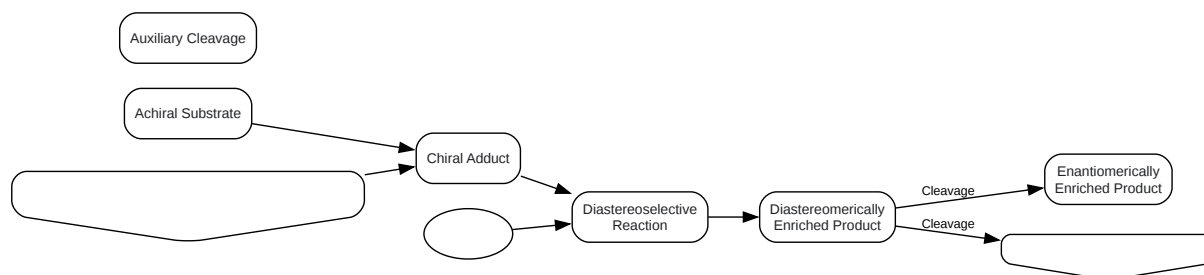 Auxiliary Cleavage
Achiral Substrate
Chiral Adduct
Diastereoselective
Reaction
Diastereomerically
Enriched Product
Cleavage
Cleavage
Enantiomerically
Enriched Product